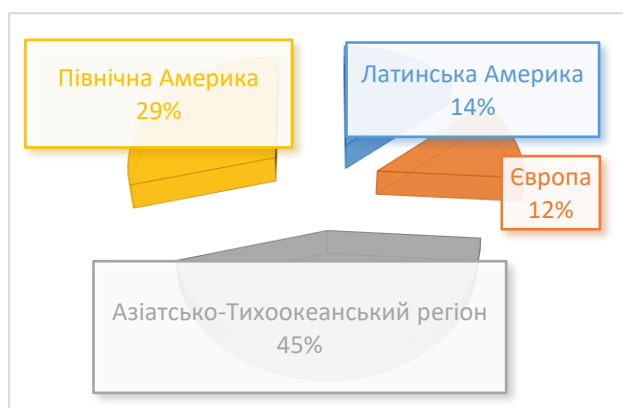 Північна Америка
29%
Латинська Америка
14%
Європа
12%
Азіатсько-Тихоокеанський регіон
45%